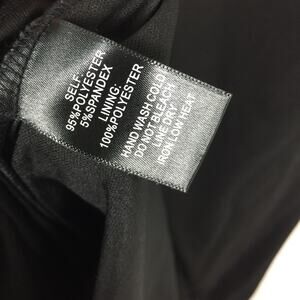 SELF:
95%POLYESTER
5%SPANDEX
LINING:
100%POLYESTER
HAND WASH COLD
DO NOT BLEACH
LINE DRY
IRON LOW HEAT